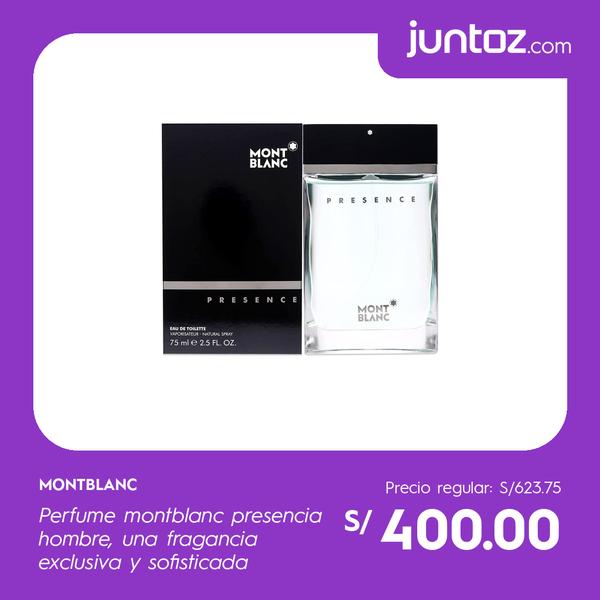 juntoz.com
MONT
BLANC
PRESENCE
EAU DE TOILETTE
VAPORISATEUR - NATURAL SPRAY
75 ml ℮ 2.5 FL. OZ.
PRESENCE
MONT
BLANC
MONTBLANC
Perfume montblanc presencia
hombre, una fragancia
exclusiva y sofisticada
Precio regular: S/623.75
S/ 400.00